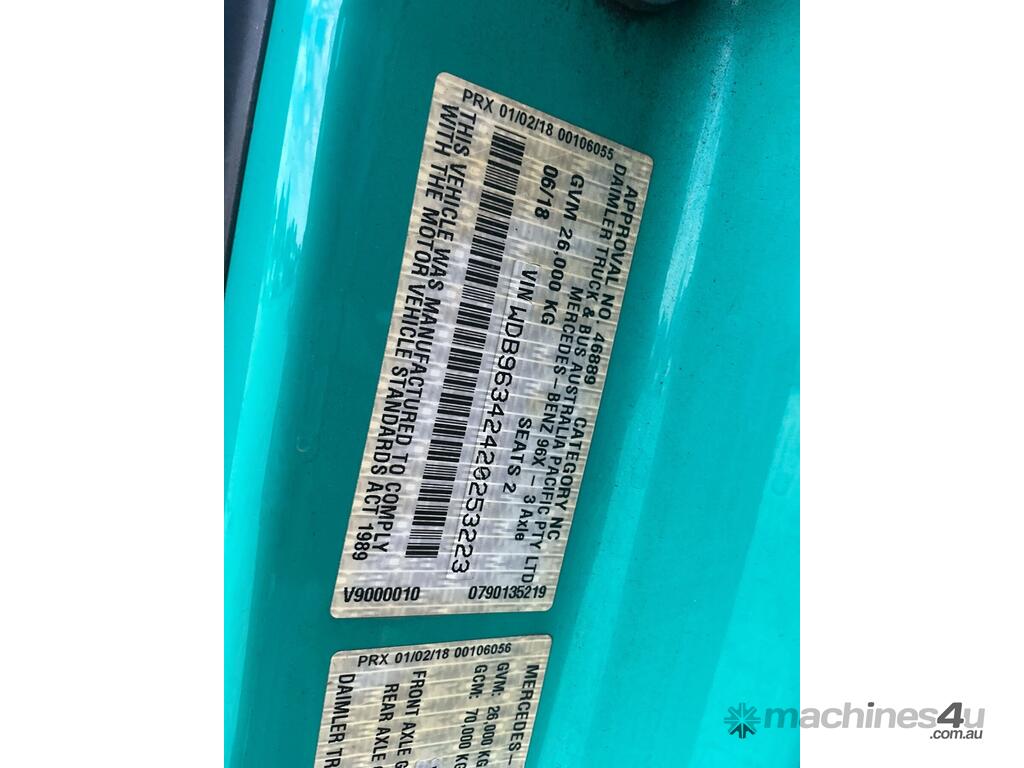 APPROVAL NO. 46889 CATEGORY NC
DAIMLER TRUCK & BUS AUSTRALIA PACIFIC PTY LTD
MERCEDES-BENZ 96X - 3 Axle
GVM 26,000 KG SEATS 2
06/18
VIN WDB96342420253223
THIS VEHICLE WAS MANUFACTURED TO COMPLY
WITH THE MOTOR VEHICLE STANDARDS ACT 1989
PRX 01/02/18 00106055
V9000010
0790135219
PRX 01/02/18 00106056
MERCEDES-
GVM: 26,000 KG
GCM: 70,000 KG
FRONT AXLE G
REAR AXLE
DAIMLER TR
machines4u
.com.au